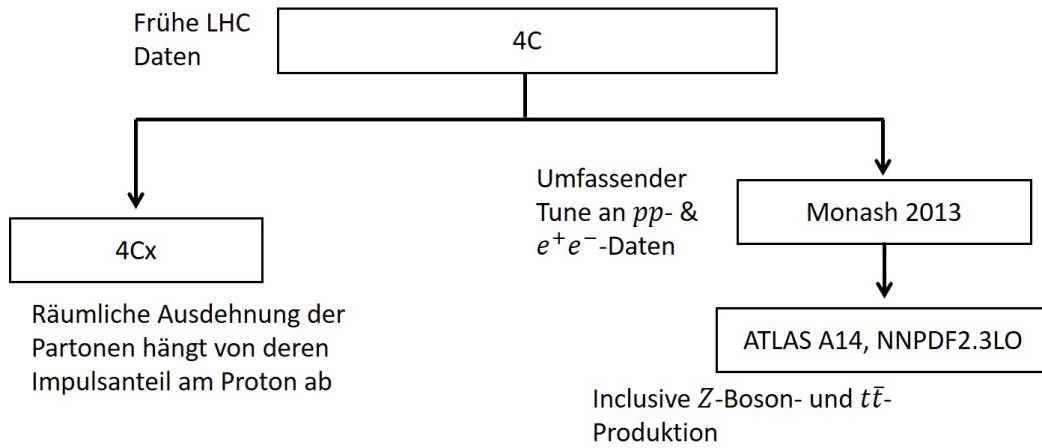 Frühe LHC
Daten
4C
4Cx
Räumliche Ausdehnung der
Partonen hängt von deren
Impulsanteil am Proton ab
Umfassender
Tune an pp- &
e⁺e⁻-Daten
Monash 2013
ATLAS A14, NNPDF2.3LO
Inclusive Z-Boson- und tt̄-
Produktion